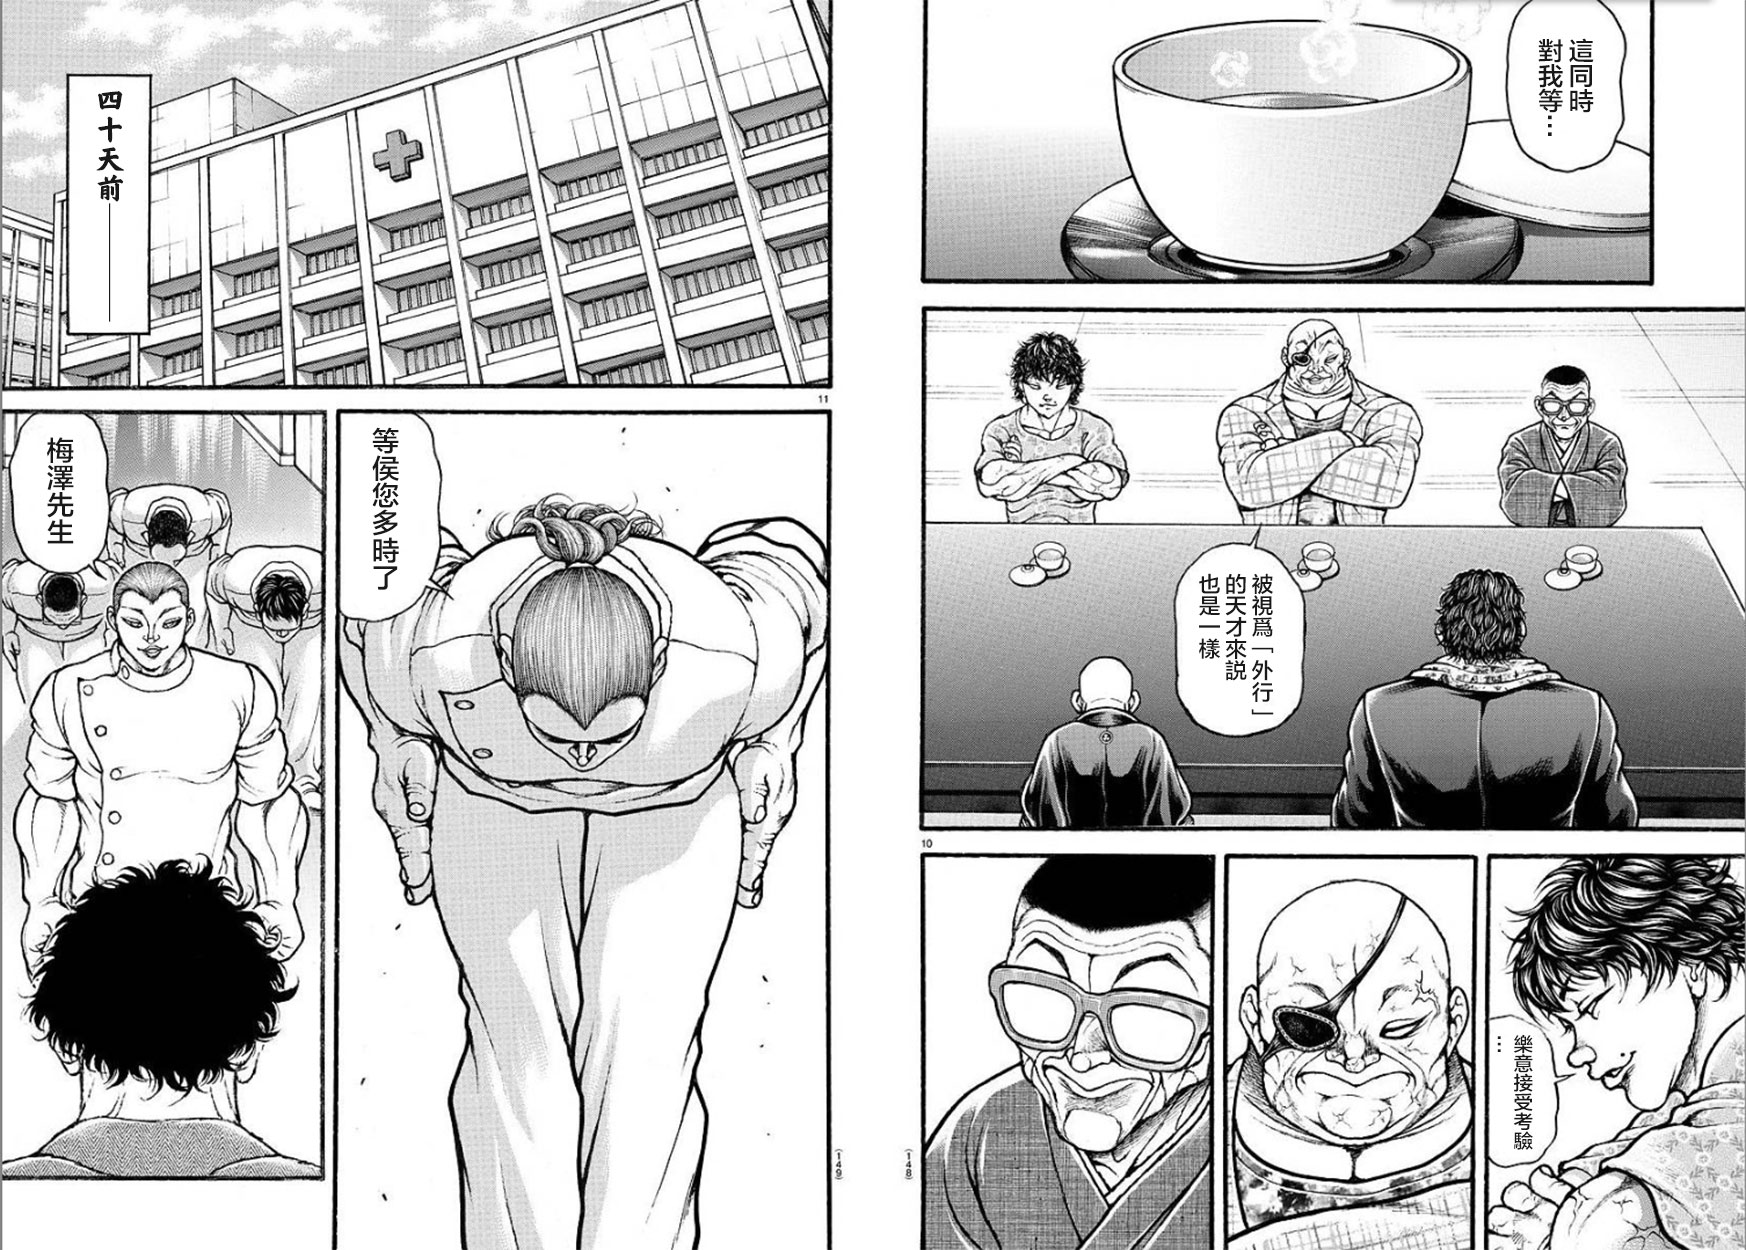 這同時
對我等…
被視爲「外行」
的天才來説
也是一樣
10
樂意接受考驗
…
(148)
四十天前——
11
等侯您多時了
梅澤先生
(149)